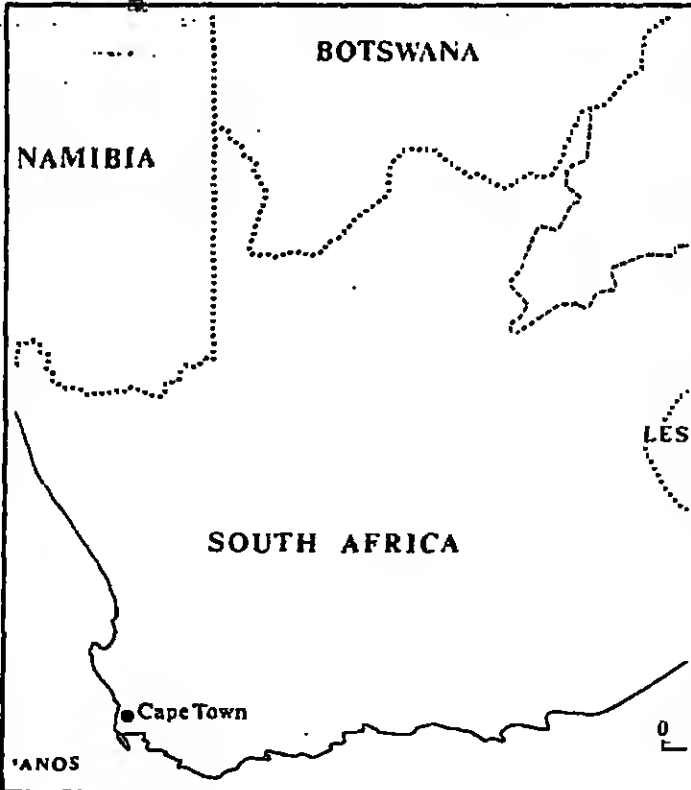 BOTSWANA
NAMIBIA
LES
SOUTH AFRICA
Cape Town
0
'ANOS